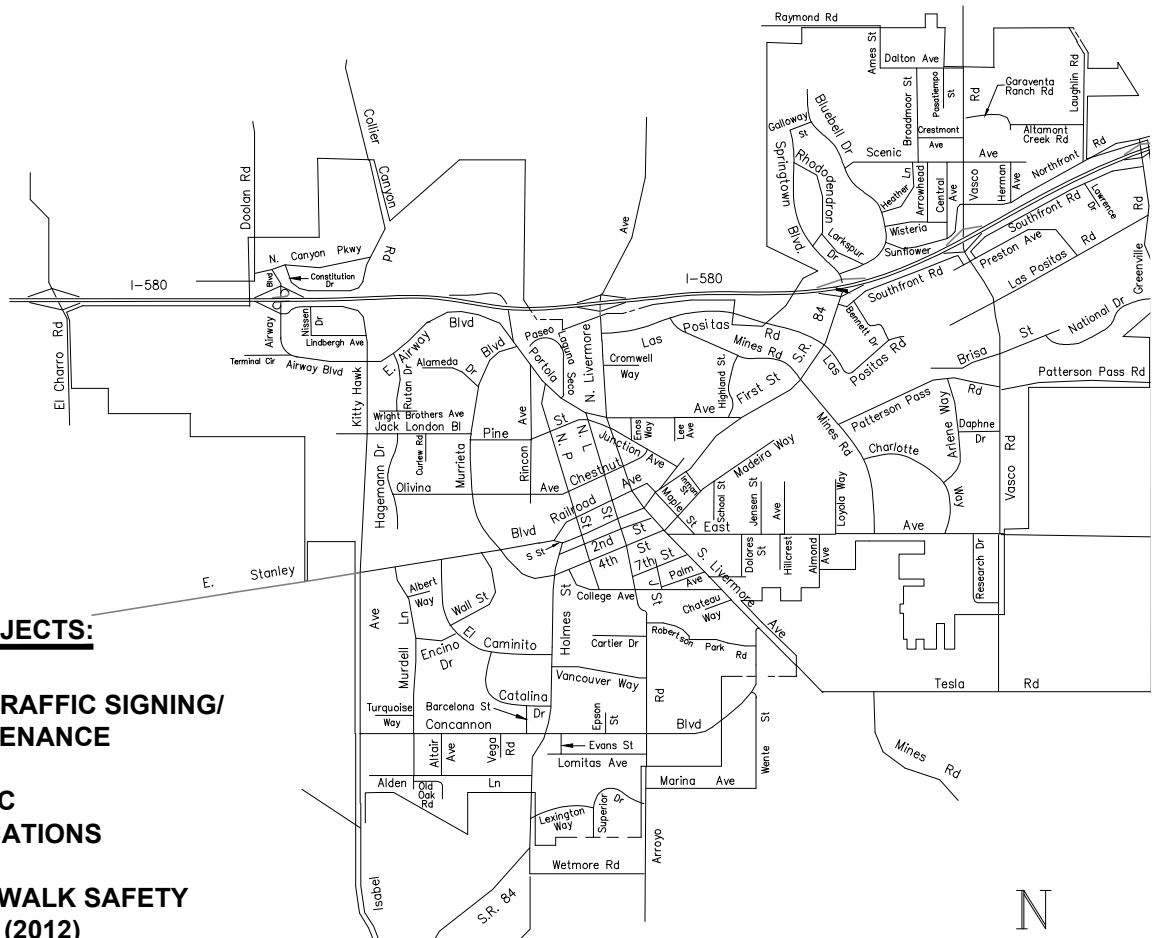 Raymond Rd
Ames St
Dalton Ave
Laughlin Rd
Garaventa
Ranch Rd
Pasatiempo
St
Broadmoor St
Rd
Collier
Canyon
Rd
Bluebell Dr
Galloway
St
Crestmont
Ave
Altamont
Creek Rd
Scenic
Ave
Northfront Rd
Doolan Rd
Springtown
Blvd.
Rhododendron
Heather
Ln
Arrowhead
Central
Ave
Vasco
Herman
Ave
Lawrence
Dr
Southfront Rd
Rd
Wisteria
Ave
Larkspur
Dr
Sunflower
Preston Ave
Las Positas
Rd
Greenville
N. Canyon Pkwy
Constitution
Dr
Blvd
I-580
I-580
Southfront Rd
El Charro Rd
Airway
Nissen
Dr
Lindbergh Ave
Terminal Cir
Airway Blvd
Kitty Hawk
E. Airway
Blvd
Rutan Dr
Alameda
Dr
Blvd
Paseo
Laguna Seco
Portola
N. Livermore
Cromwell
Way
Las
Positas
Rd
Mines Rd
Highland St
First St
S.R.
84
Bennett Dr
Las
Positas Rd
Brisa
St
National Dr
Patterson Pass Rd
Wright Brothers Ave
Jack London Bl
Pine
Ave
St
Ave
Patterson Pass
Rd
Arlene Way
Daphne
Dr
Hagemann Dr
Curlew Rd
Murrieta
Rincon
Olivina
Ave
N. P
St
N. L
St
Chestnut
Junction Ave
Enos
Way
Lee
Ave
Inman
St
Maple St
Madeira Way
Mines Rd
Charlotte
Way
Vasco Rd
Blvd
Railroad
Ave
School St
Jensen St
Ave
Loyola Way
East
Ave
S St
2nd
St
4th
St
7th St
E. Stanley
S. Livermore
Ave
Palm
Ave
J St
Dolores
St
Hillcrest
Almond
Ave
Research Dr
Albert
Way
Wall St
Holmes St
College Ave
Chateau
Way
Ave
Ln
Murdell
Encino
Dr
El
Caminito
Cartier Dr
Robertson
Park
Rd
Vancouver Way
Catalina
Dr
Barcelona St
Turquoise
Way
Concannon
Epson
St
Rd
Blvd
Tesla
Rd
Altair
Ave
Vega
Rd
Evans St
Lomitas Ave
Wente St
Mines Rd
Alden
Ln
Old
Oak
Rd
Marina Ave
Lexington
Way
Superior
Dr
Wetmore Rd
Arroyo
Isabel
S.R. 84
N
JECTS:
RAFFIC SIGNING/
ENANCE
C
CATIONS
WALK SAFETY
(2012)